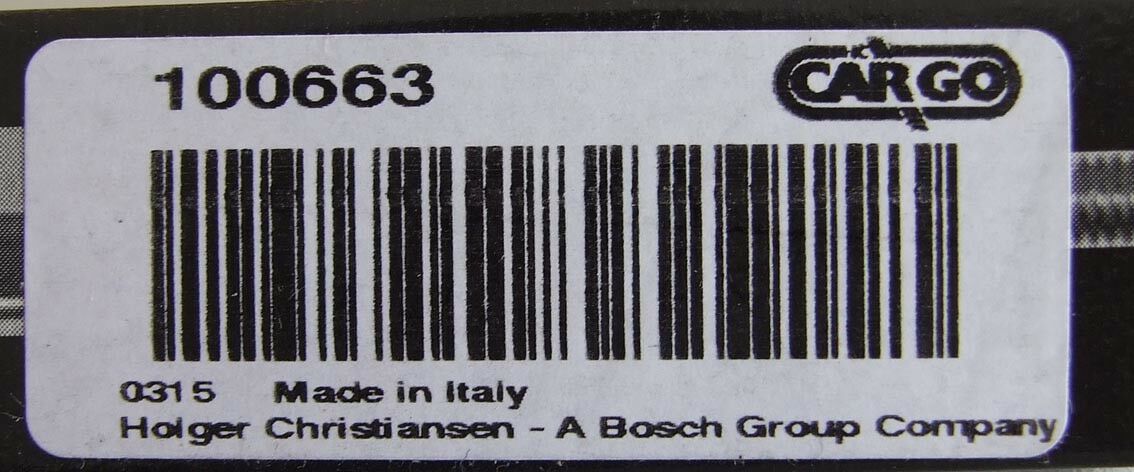 100663
CARGO
0315 Made in Italy
Holger Christiansen - A Bosch Group Company